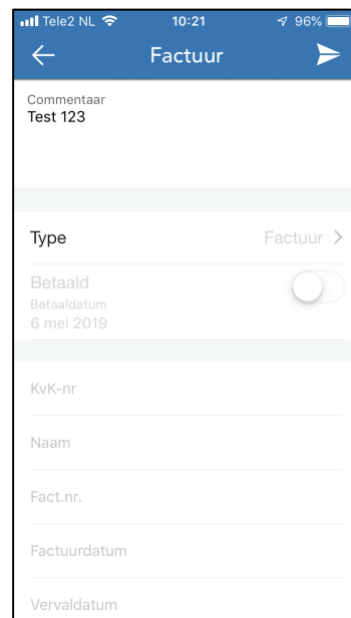 Tele2 NL 10:21 96%
Factuur
Commentaar
Test 123
Type Factuur
Betaald
Betaaldatum
6 mei 2019
KvK-nr
Naam
Fact.nr.
Factuurdatum
Vervaldatum